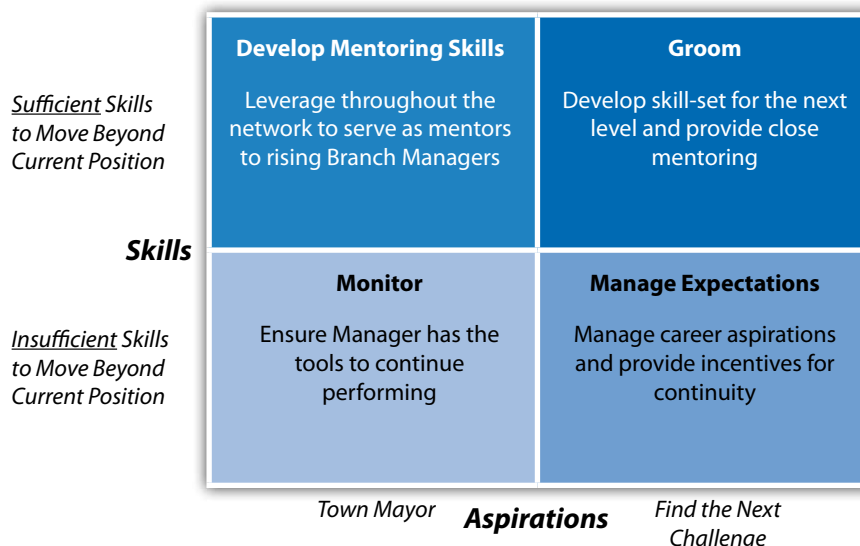 Develop Mentoring Skills
Leverage throughout the
network to serve as mentors
to rising Branch Managers
Groom
Develop skill-set for the next
level and provide close
mentoring
Sufficient Skills
to Move Beyond
Current Position
Skills
Monitor
Ensure Manager has the
tools to continue
performing
Manage Expectations
Manage career aspirations
and provide incentives for
continuity
Insufficient Skills
to Move Beyond
Current Position
Town Mayor
Aspirations
Find the Next
Challenge